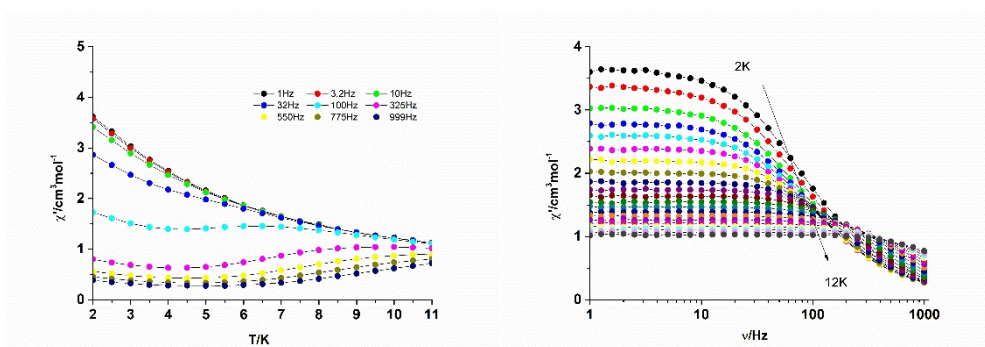 5
4
3
2
1
0
χ'/cm³mol⁻¹
1Hz 3.2Hz 10Hz
32Hz 100Hz 325Hz
550Hz 775Hz 999Hz
2 3 4 5 6 7 8 9 10 11
T/K
4
3
2
1
0
χ'/cm³mol⁻¹
2K
12K
1 10 100 1000
ν/Hz